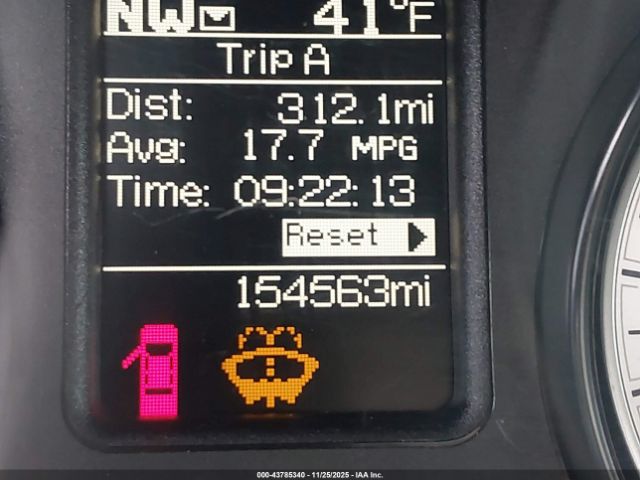 NW 41°F
Trip A
Dist: 312.1mi
Avg: 17.7 MPG
Time: 09:22:13
Reset
154563mi
000-43785340 - 11/25/2025 - IAA Inc.